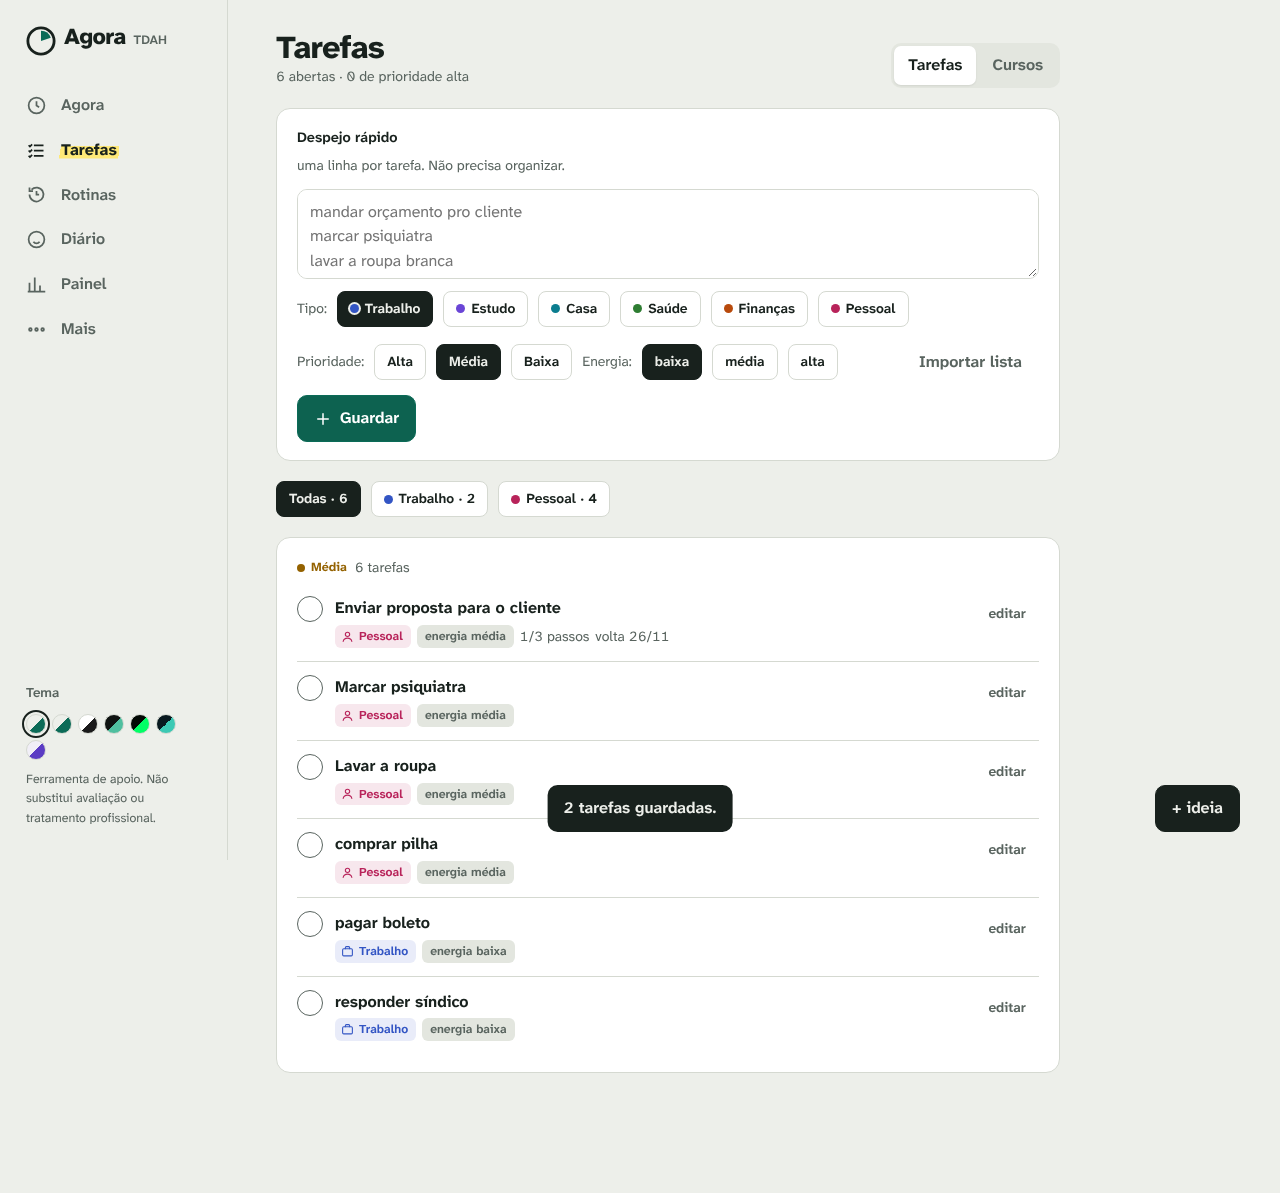 Agora TDAH
Agora
Tarefas
Rotinas
Diário
Painel
Mais
Tema
Ferramenta de apoio. Não
substitui avaliação ou
tratamento profissional.
Tarefas
6 abertas · 0 de prioridade alta
Tarefas Cursos
Despejo rápido
uma linha por tarefa. Não precisa organizar.
mandar orçamento pro cliente
marcar psiquiatra
lavar a roupa branca
Tipo: Trabalho Estudo Casa Saúde Finanças Pessoal
Prioridade: Alta Média Baixa Energia: baixa média alta Importar lista
+ Guardar
Todas · 6 Trabalho · 2 Pessoal · 4
Média 6 tarefas
Enviar proposta para o cliente editar
Pessoal energia média 1/3 passos volta 26/11
Marcar psiquiatra editar
Pessoal energia média
Lavar a roupa editar
Pessoal energia média
2 tarefas guardadas.
+ ideia
comprar pilha editar
Pessoal energia média
pagar boleto editar
Trabalho energia baixa
responder síndico editar
Trabalho energia baixa